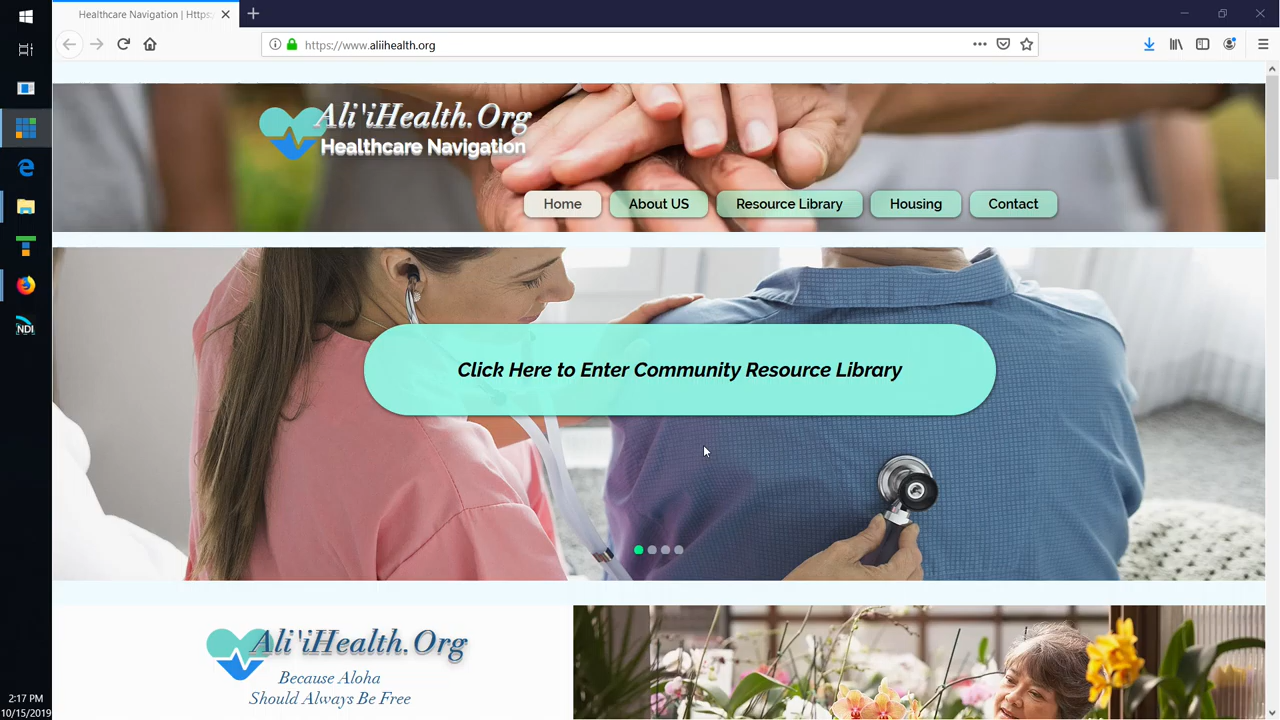 Healthcare Navigation | Https:
https://www.aliihealth.org
Ali'iHealth.Org
Healthcare Navigation
Home
About US
Resource Library
Housing
Contact
Click Here to Enter Community Resource Library
Ali'iHealth.Org
Because Aloha
Should Always Be Free
NDI
2:17 PM
10/15/2019